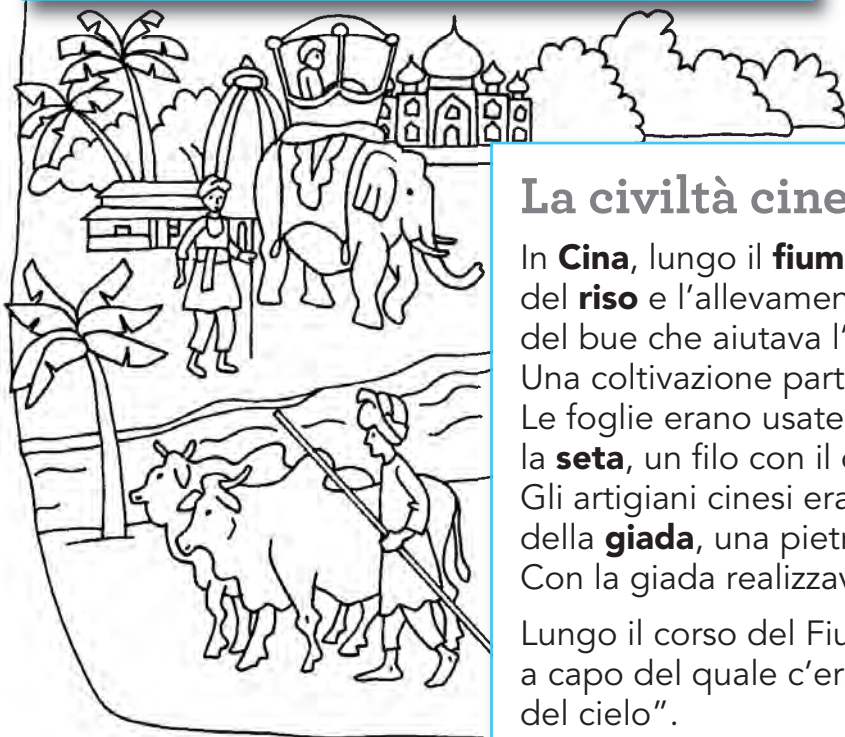 La civiltà cine
In Cina, lungo il fium
del riso e l'allevamen
del bue che aiutava l'
Una coltivazione part
Le foglie erano usate
la seta, un filo con il
Gli artigiani cinesi era
della giada, una pietr
Con la giada realizzav
Lungo il corso del Fiu
a capo del quale c'er
del cielo".